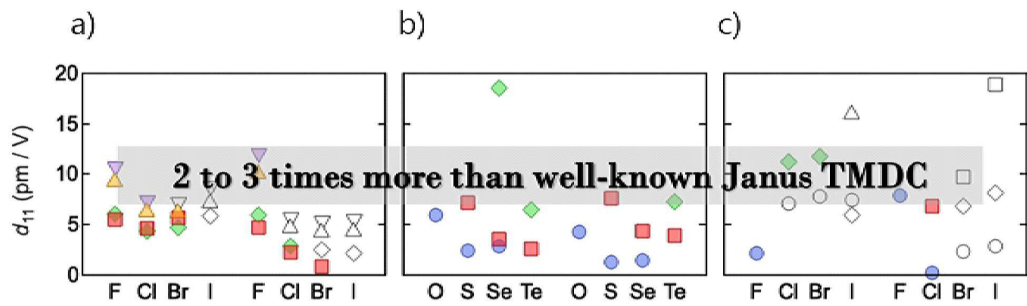 a)
b)
c)
20
15
10
5
0
d11 (pm / V)
2 to 3 times more than well-known Janus TMDC
F Cl Br I F Cl Br I
O S Se Te O S Se Te
F Cl Br I F Cl Br I